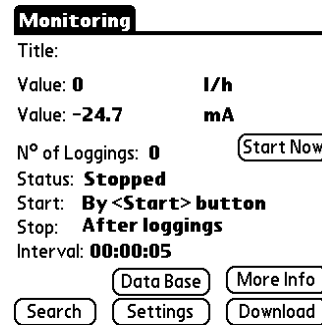 Monitoring
Title:
Value: 0 l/h
Value: -24.7 mA
Nº of Loggings: 0 Start Now
Status: Stopped
Start: By <Start> button
Stop: After loggings
Interval: 00:00:05
Data Base More Info
Search Settings Download